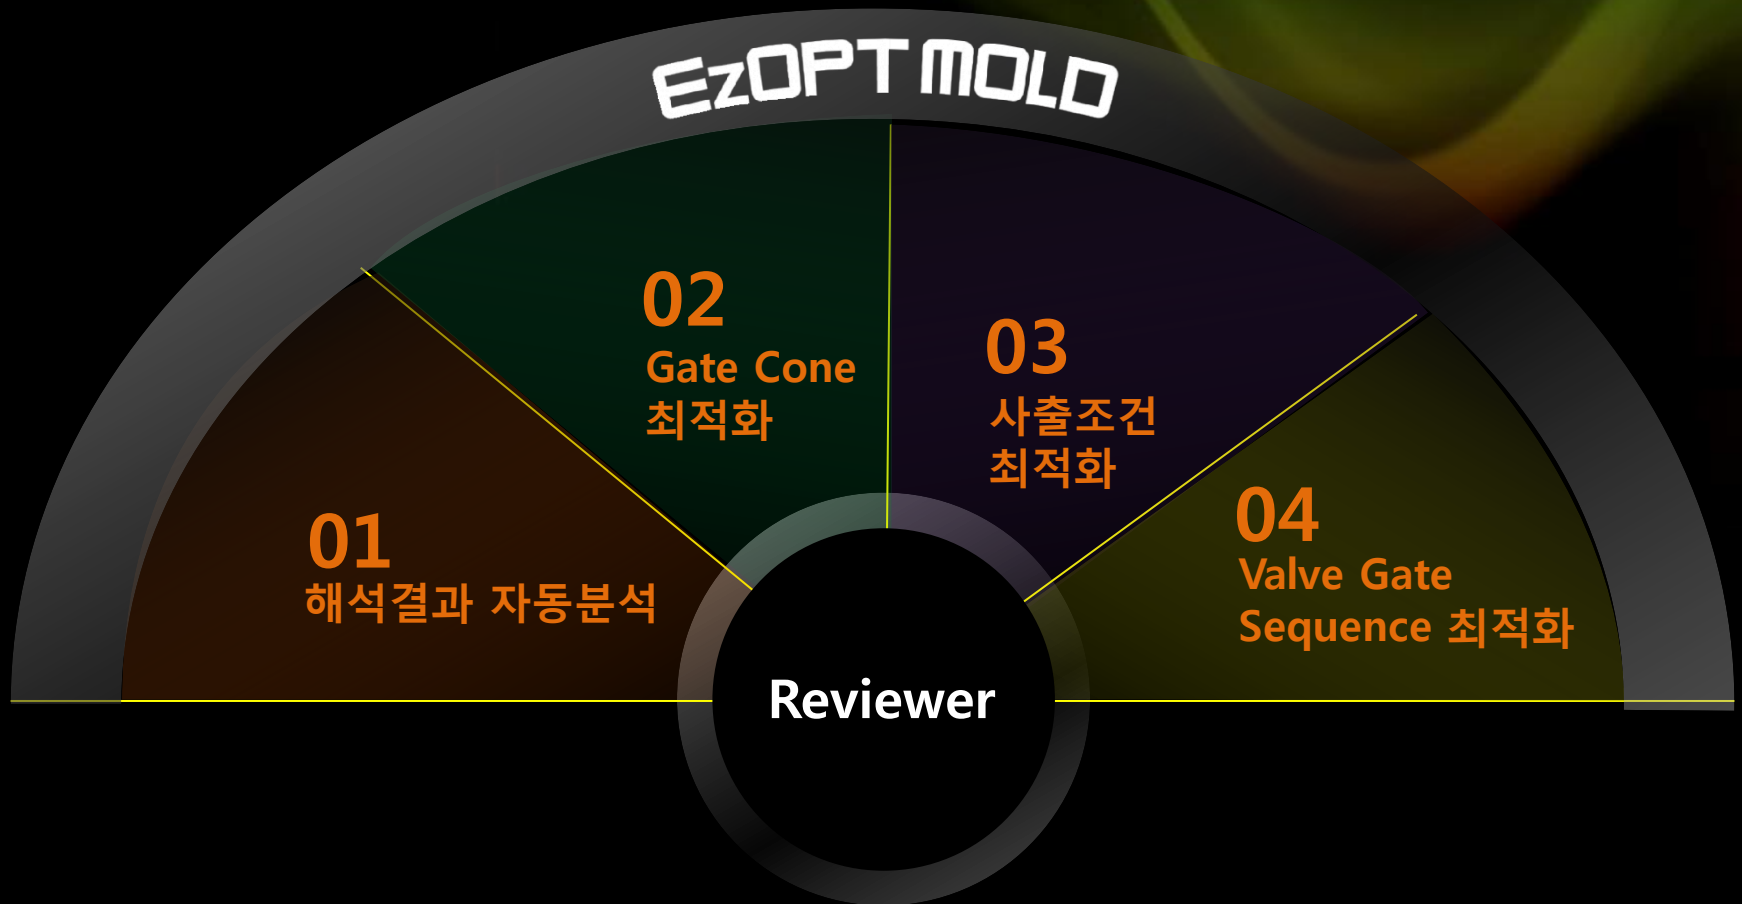 EzOPT MOLD
01
해석결과 자동분석
02
Gate Cone
최적화
03
사출조건
최적화
04
Valve Gate
Sequence 최적화
Reviewer